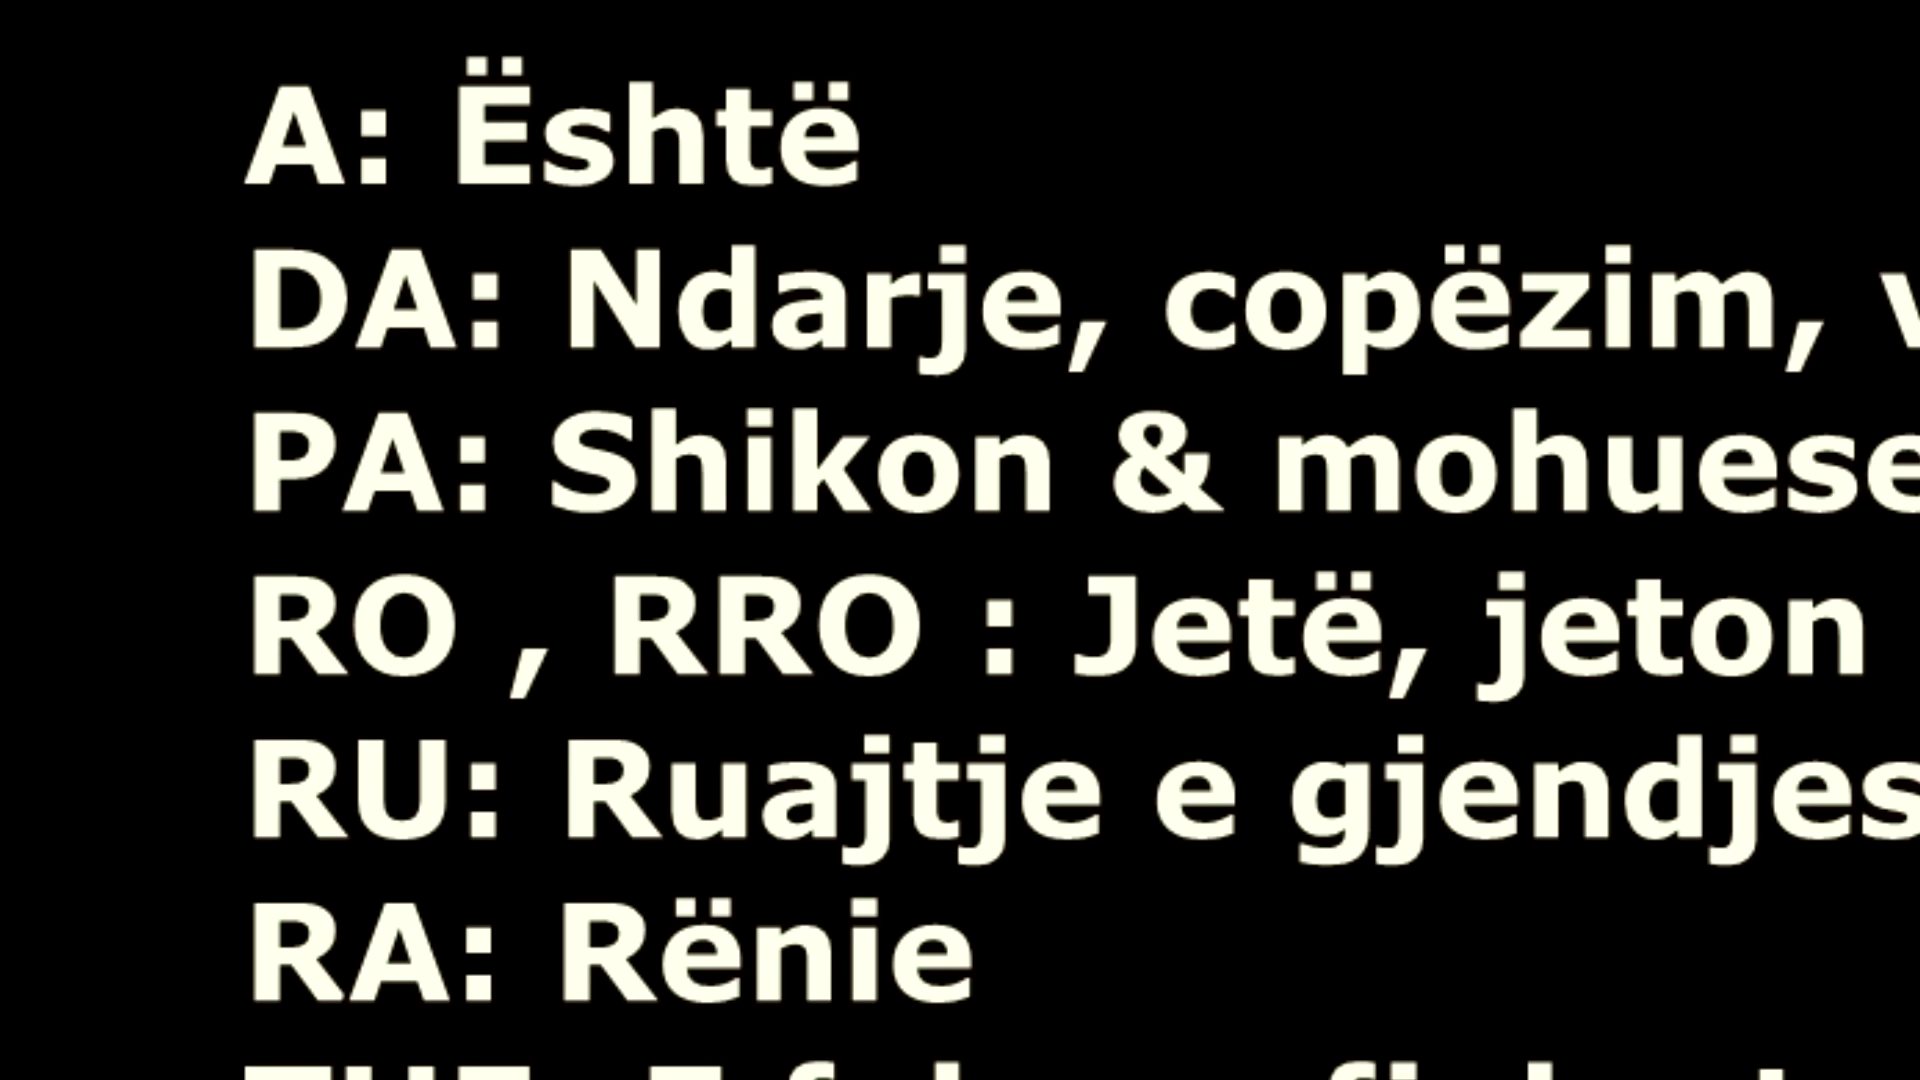 A: Është
DA: Ndarje, copëzim,
PA: Shikon & mohuese
RO , RRO : Jetë, jeton
RU: Ruajtje e gjendjes
RA: Rënie